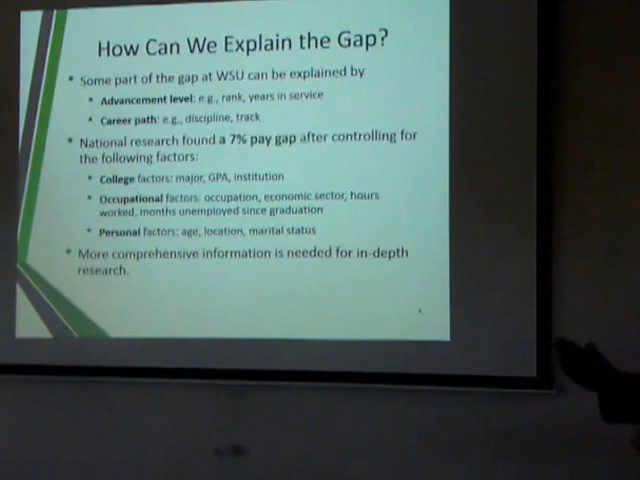 How Can We Explain the Gap?
• Some part of the gap at WSU can be explained by
• Advancement level: e.g., rank, years in service
• Career path: e.g., discipline, track
• National research found a 7% pay gap after controlling for
the following factors:
• College factors: major, GPA, Institution
• Occupational factors: occupation, economic sector, hours
worked, months unemployed since graduation
• Personal factors: age, location, marital status
• More comprehensive information is needed for in-depth
research.